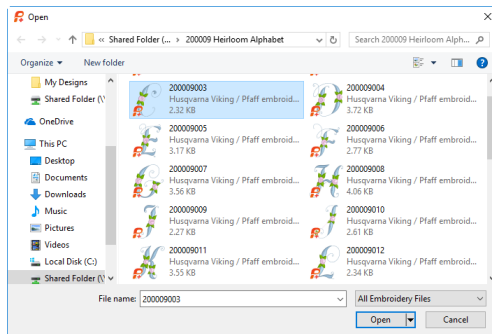 Open
« Shared Folder (... > 200009 Heirloom Alphabet
Search 200009 Heirloom Alph...
Organize
New folder
My Designs
Shared Folder (\\
OneDrive
This PC
Desktop
Documents
Downloads
Music
Pictures
Videos
Local Disk (C:)
Shared Folder (\\
200009003
Husqvarna Viking / Pfaff embroid...
2.32 KB
200009004
Husqvarna Viking / Pfaff embroid...
3.72 KB
200009005
Husqvarna Viking / Pfaff embroid...
3.17 KB
200009006
Husqvarna Viking / Pfaff embroid...
2.77 KB
200009007
Husqvarna Viking / Pfaff embroid...
3.56 KB
200009008
Husqvarna Viking / Pfaff embroid...
4.06 KB
200009009
Husqvarna Viking / Pfaff embroid...
2.27 KB
200009010
Husqvarna Viking / Pfaff embroid...
2.61 KB
200009011
Husqvarna Viking / Pfaff embroid...
3.55 KB
200009012
Husqvarna Viking / Pfaff embroid...
2.34 KB
File name: 200009003
All Embroidery Files
Open
Cancel